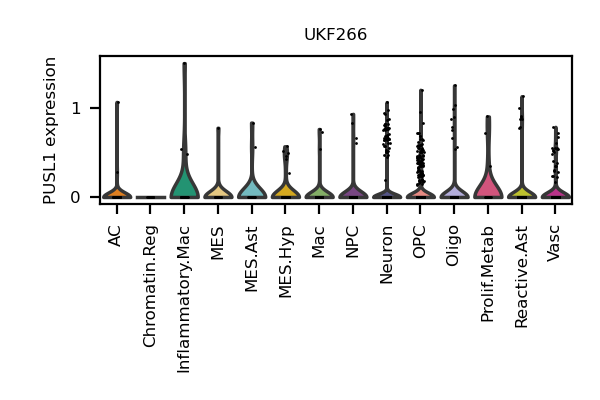 UKF266
PUSL1 expression
1
0
AC
Chromatin.Reg
Inflammatory.Mac
MES
MES.Ast
MES.Hyp
Mac
NPC
Neuron
OPC
Oligo
Prolif.Metab
Reactive.Ast
Vasc